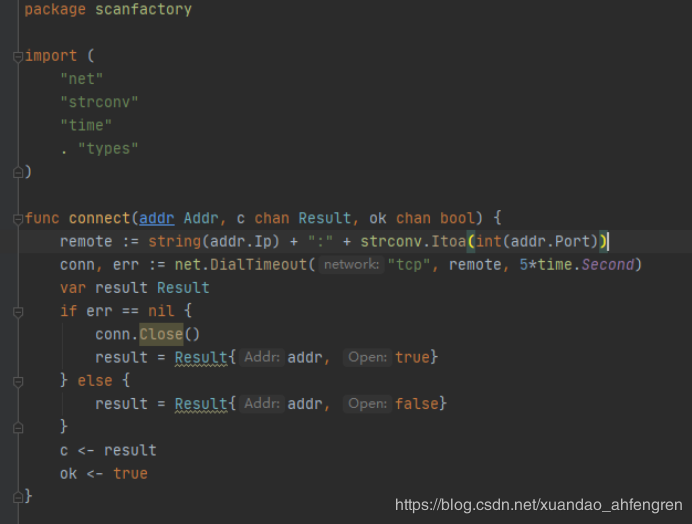 package scanfactory
import (
"net"
"strconv"
"time"
. "types"
)
func connect(addr Addr, c chan Result, ok chan bool) {
remote := string(addr.Ip) + ":" + strconv.Itoa(int(addr.Port))
conn, err := net.DialTimeout( network: "tcp", remote, 5*time.Second)
var result Result
if err == nil {
conn.Close()
result = Result{ Addr: addr, Open: true}
} else {
result = Result{ Addr: addr, Open: false}
}
c <- result
ok <- true
}
https://blog.csdn.net/xuandao_ahfengren